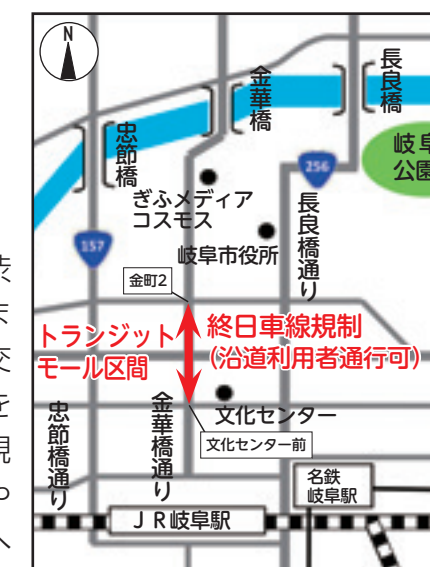 N
長良橋
金華橋
忠節橋
岐阜
公園
256
ぎふメディア
コスモス
長良橋通り
157
岐阜市役所
金町2
トランジット
モール区間
終日車線規制
(沿道利用者通行可)
文化センター
文化センター前
忠節橋通り
金華橋通り
名鉄
岐阜駅
JR岐阜駅
を